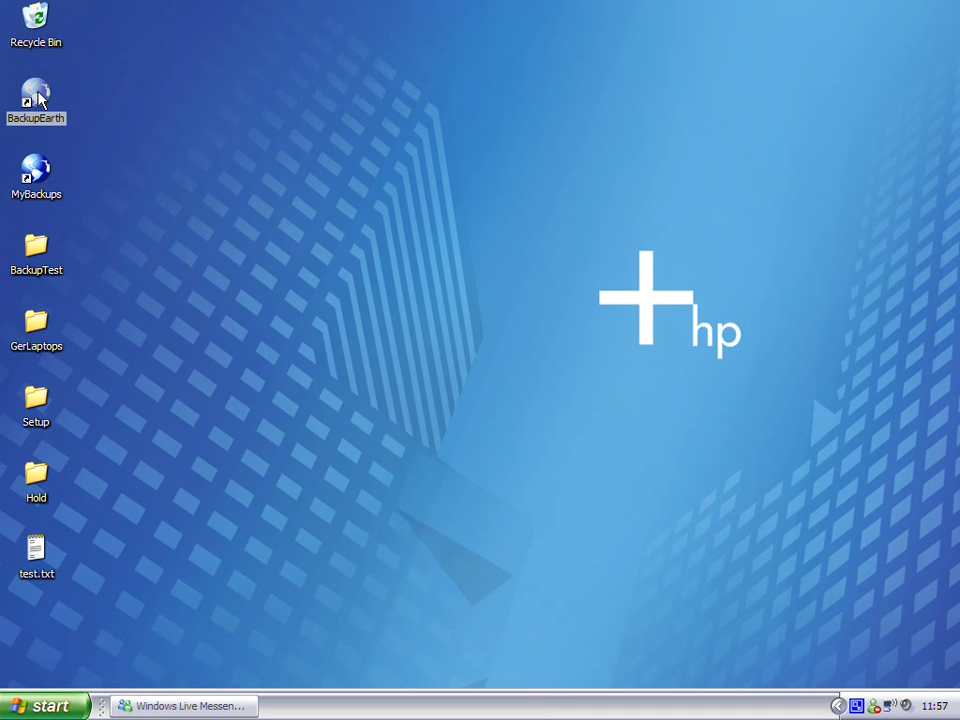 Recycle Bin
BackupEarth
MyBackups
BackupTest
GerLaptops
Setup
Hold
test.txt
hp
start
Windows Live Messen...
11:57